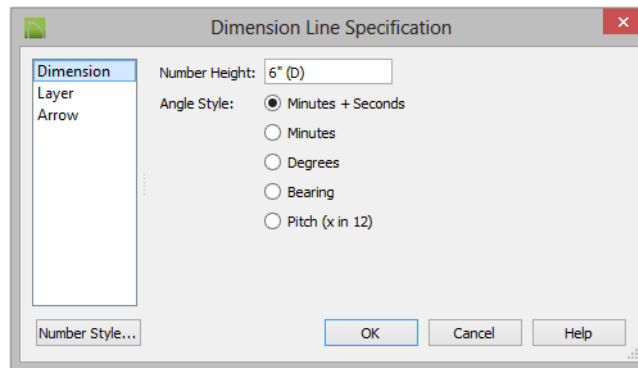 Dimension Line Specification
Dimension
Layer
Arrow
Number Height: 6" (D)
Angle Style: Minutes + Seconds
Minutes
Degrees
Bearing
Pitch (x in 12)
Number Style... OK Cancel Help